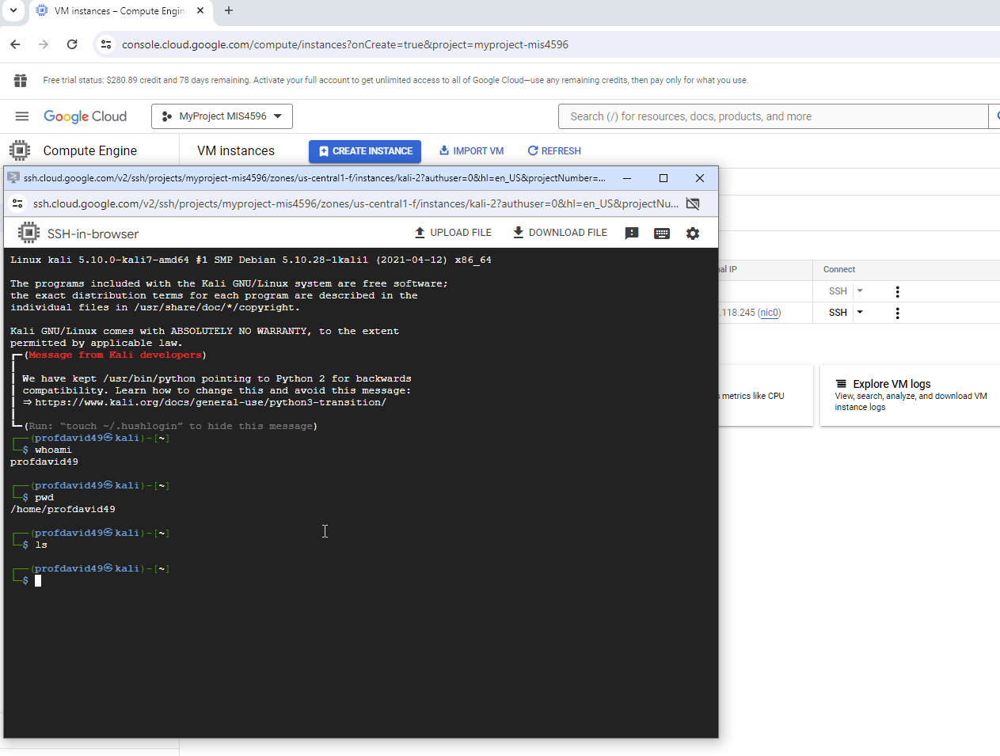 VM instances – Compute Engin
console.cloud.google.com/compute/instances?onCreate=true&project=myproject-mis4596
Free trial status: $280.89 credit and 78 days remaining. Activate your full account to get unlimited access to all of Google Cloud—use any remaining credits, then pay only for what you use.
Google Cloud
MyProject MIS4596
Search (/) for resources, docs, products, and more
Compute Engine
VM instances
CREATE INSTANCE
IMPORT VM
REFRESH
ssh.cloud.google.com/v2/ssh/projects/myproject-mis4596/zones/us-central1-f/instances/kali-2?authuser=0&hl=en_US&projectNumber=...
ssh.cloud.google.com/v2/ssh/projects/myproject-mis4596/zones/us-central1-f/instances/kali-2?authuser=0&hl=en_US&projectNu...
SSH-in-browser
UPLOAD FILE
DOWNLOAD FILE
Linux kali 5.10.0-kali7-amd64 #1 SMP Debian 5.10.28-1kali1 (2021-04-12) x86_64
The programs included with the Kali GNU/Linux system are free software;
the exact distribution terms for each program are described in the
individual files in /usr/share/doc/*/copyright.
Kali GNU/Linux comes with ABSOLUTELY NO WARRANTY, to the extent
permitted by applicable law.
┏━(Message from Kali developers)
┃
┃ We have kept /usr/bin/python pointing to Python 2 for backwards
┃ compatibility. Learn how to change this and avoid this message:
┃ ⇒ https://www.kali.org/docs/general-use/python3-transition/
┃
┗━(Run: “touch ~/.hushlogin” to hide this message)
┌──(profdavid49㉿kali)-[~]
└─$ whoami
profdavid49
┌──(profdavid49㉿kali)-[~]
└─$ pwd
/home/profdavid49
┌──(profdavid49㉿kali)-[~]
└─$ ls
┌──(profdavid49㉿kali)-[~]
└─$
al IP
Connect
SSH
.118.245 (nic0)
SSH
s metrics like CPU
Explore VM logs
View, search, analyze, and download VM
instance logs